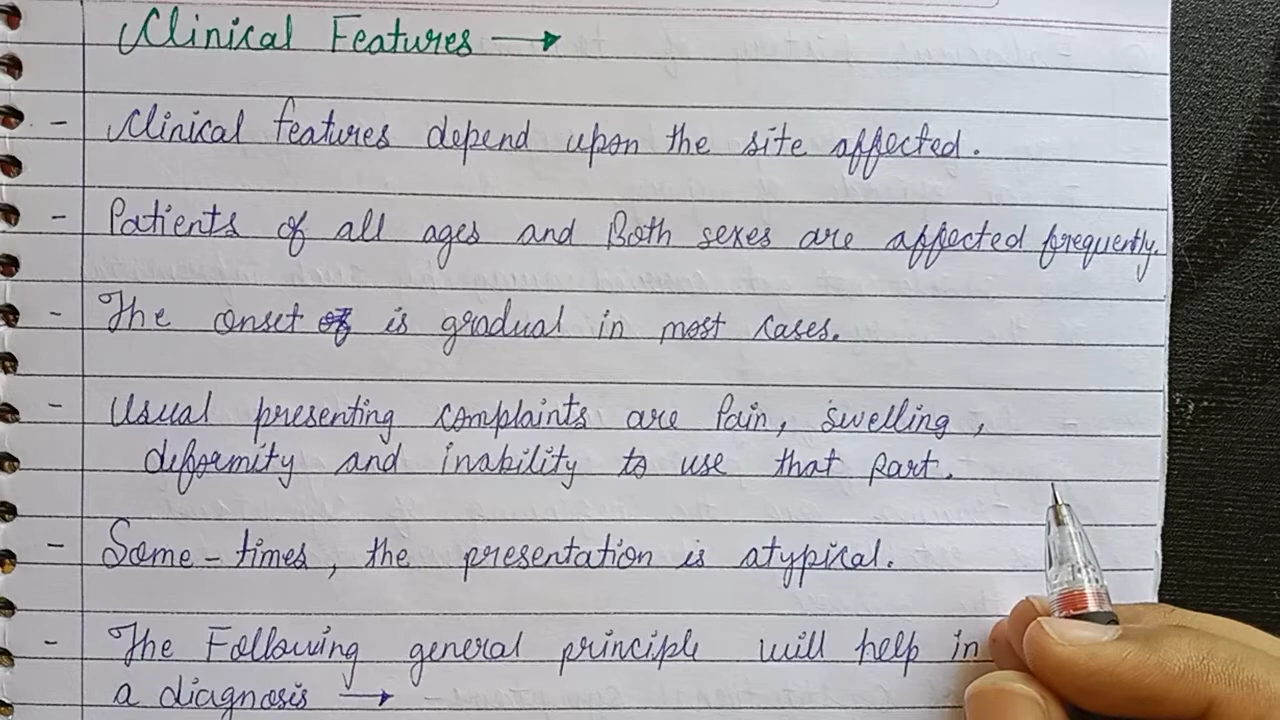 Clinical Features →
- Clinical features depend upon the site affected.
- Patients of all ages and Both sexes are affected frequently.
- The onset is gradual in most cases.
- Usual presenting complaints are Pain, swelling,
deformity and inability to use that part.
- Some-times, the presentation is atypical.
- The Following general principle will help in
a diagnosis →